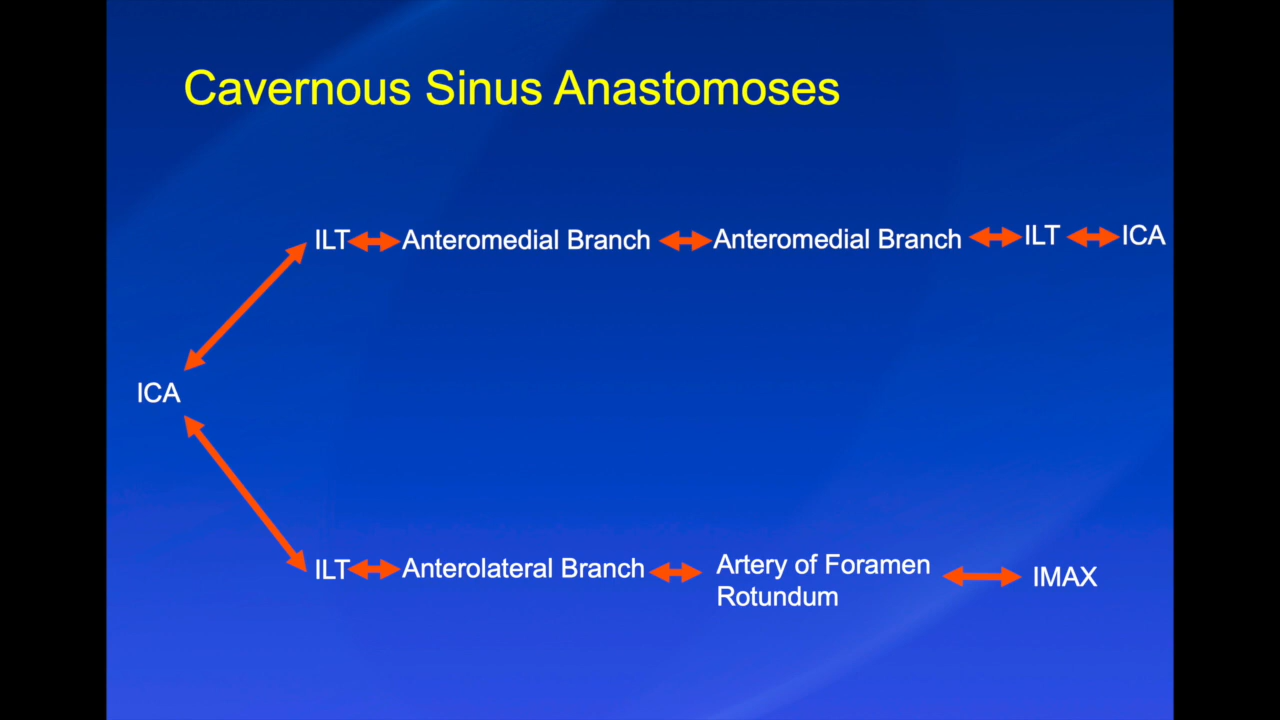 Cavernous Sinus Anastomoses
ILT Anteromedial Branch Anteromedial Branch ILT ICA
ICA
ILT Anterolateral Branch Artery of Foramen
Rotundum IMAX